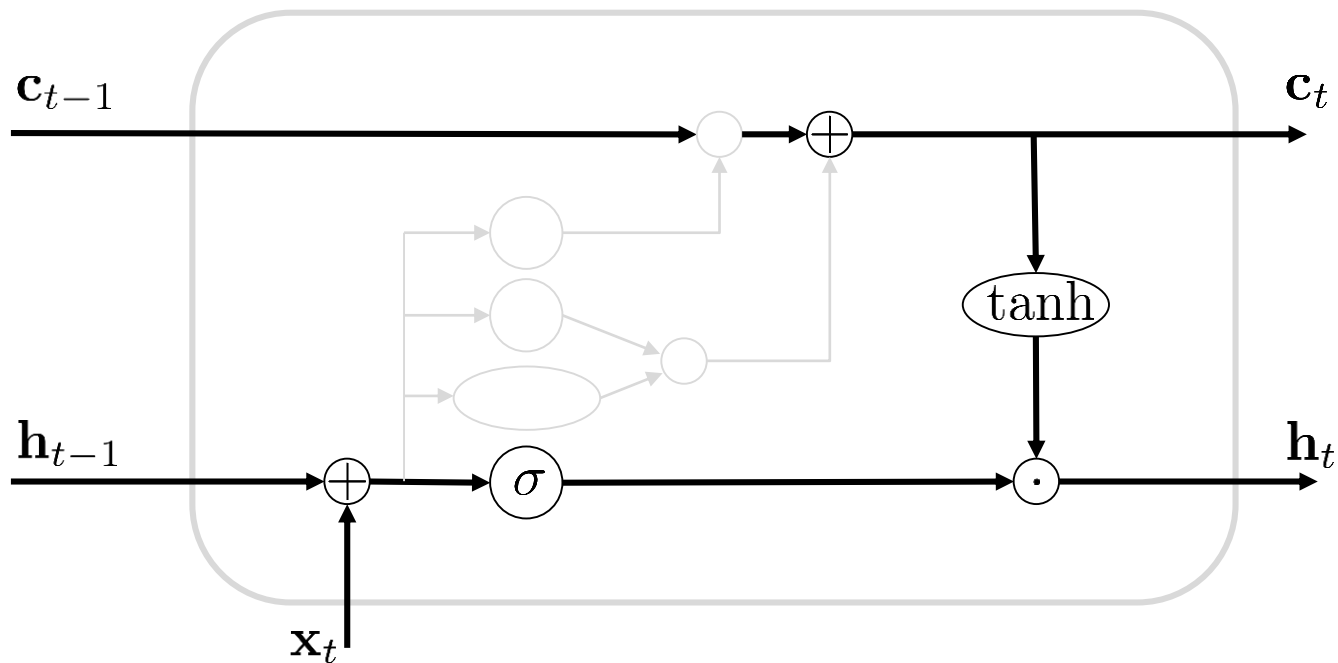 c_{t-1}
c_t
tanh
h_{t-1}
h_t
σ
x_t